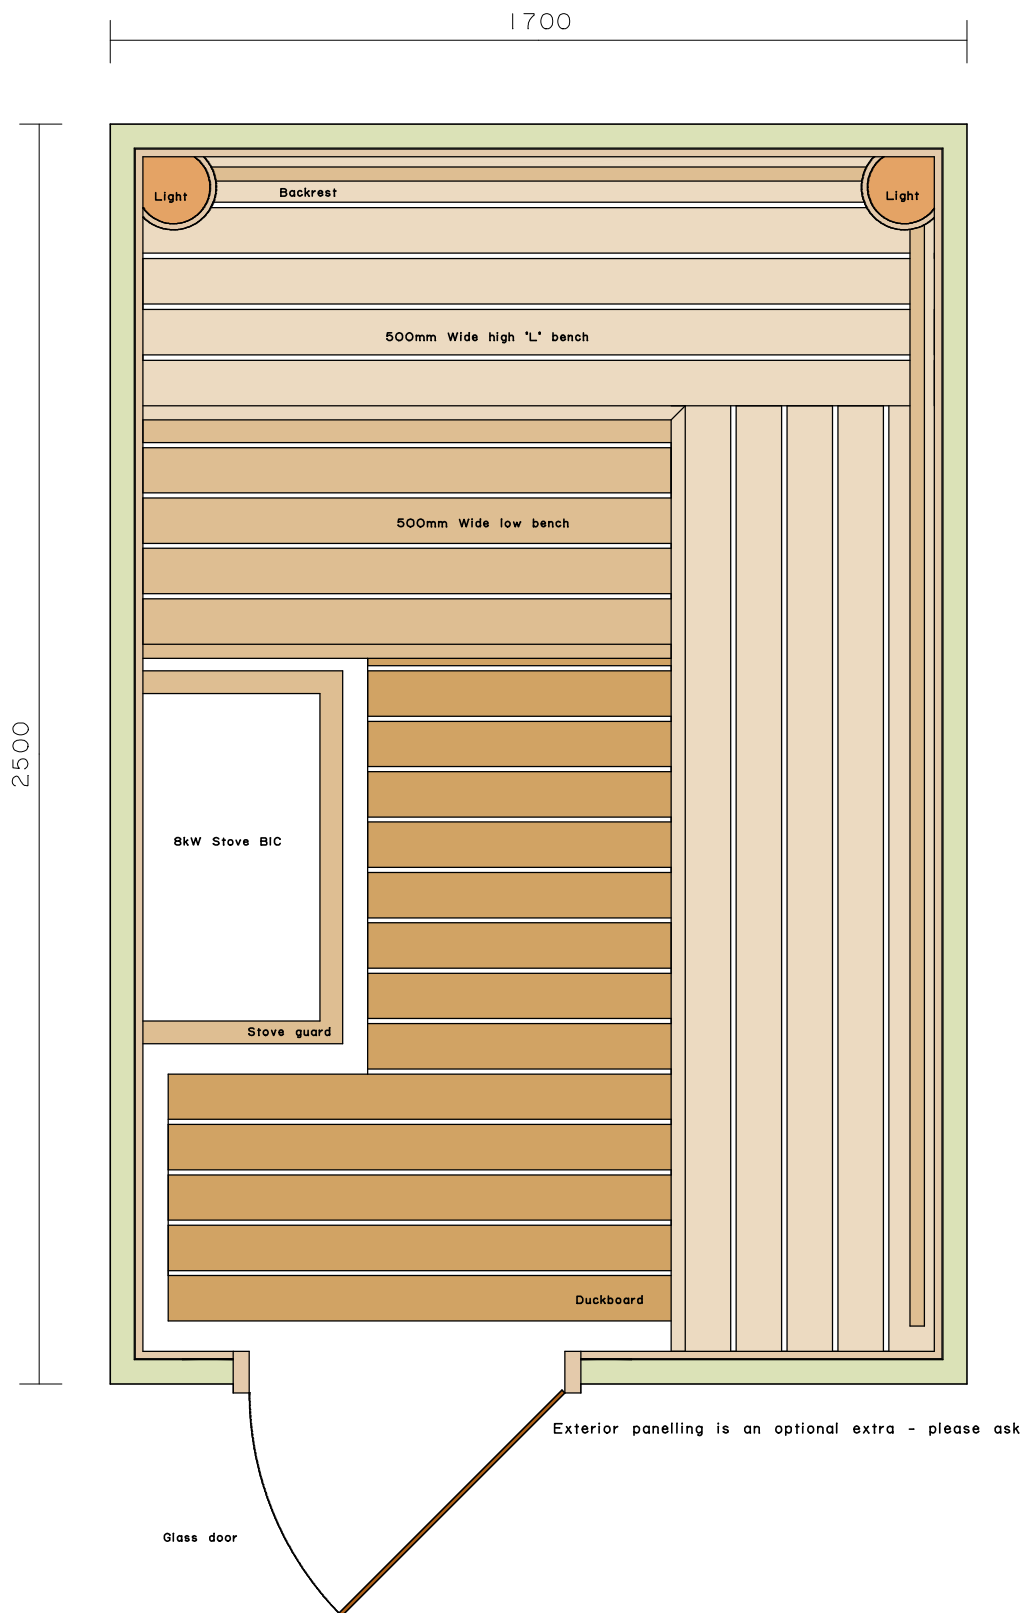 1700
Light
Backrest
Light
500mm Wide high "L" bench
500mm Wide low bench
2500
8kW Stove BIC
Stove guard
Duckboard
Exterior panelling is an optional extra - please ask
Glass door